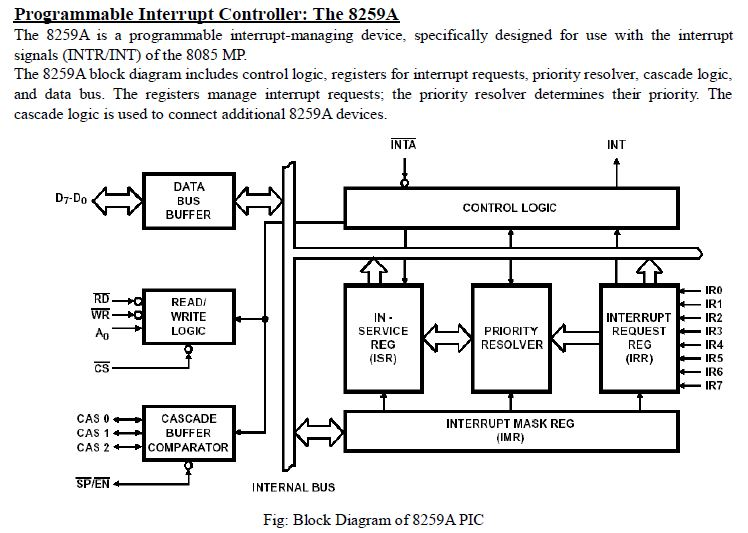 Programmable Interrupt Controller: The 8259A
The 8259A is a programmable interrupt-managing device, specifically designed for use with the interrupt
signals (INTR/INT) of the 8085 MP.
The 8259A block diagram includes control logic, registers for interrupt requests, priority resolver, cascade logic,
and data bus. The registers manage interrupt requests; the priority resolver determines their priority. The
cascade logic is used to connect additional 8259A devices.
INTA
INT
D7-D0
DATA
BUS
BUFFER
CONTROL LOGIC
RD
WR
A0
CS
READ/
WRITE
LOGIC
IN -
SERVICE
REG
(ISR)
PRIORITY
RESOLVER
INTERRUPT
REQUEST
REG
(IRR)
IR0
IR1
IR2
IR3
IR4
IR5
IR6
IR7
CAS 0
CAS 1
CAS 2
SP/EN
CASCADE
BUFFER
COMPARATOR
INTERRUPT MASK REG
(IMR)
INTERNAL BUS
Fig: Block Diagram of 8259A PIC